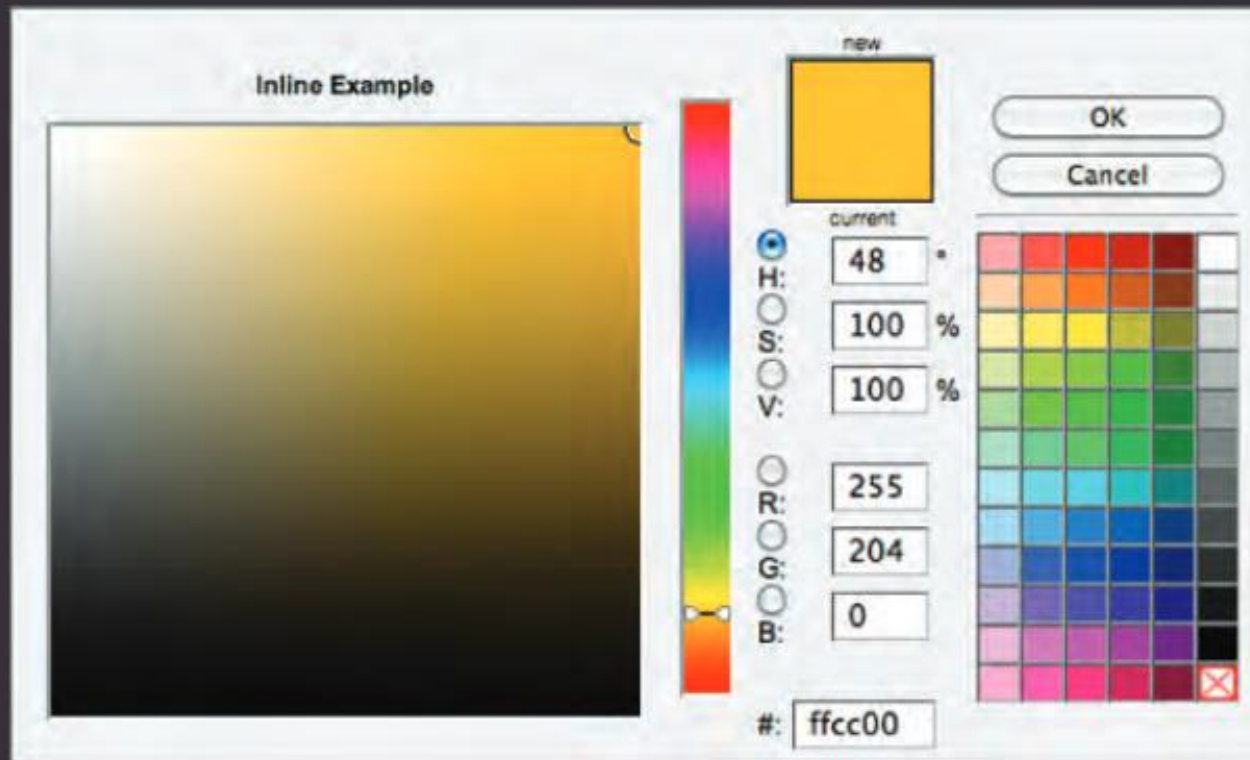 Inline Example
new
current
OK
Cancel
H: 48 °
S: 100 %
V: 100 %
R: 255
G: 204
B: 0
#: ffcc00